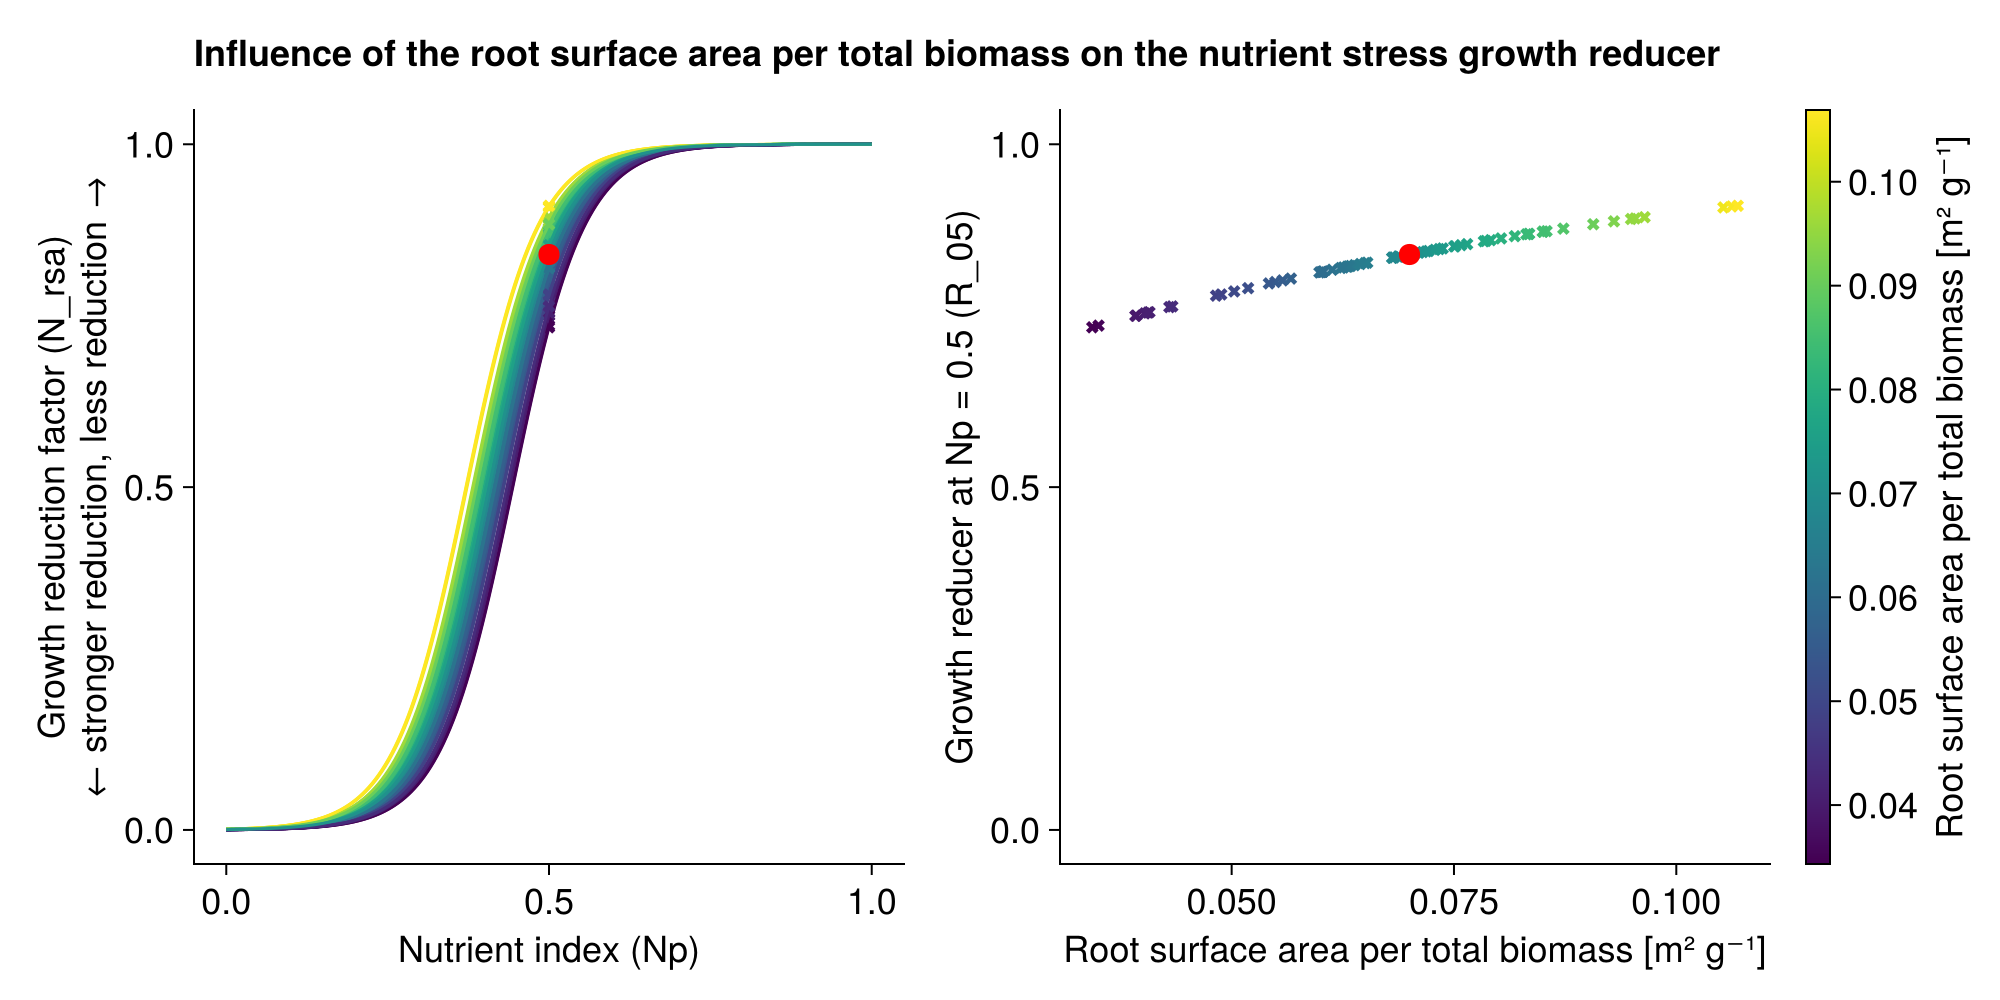 Influence of the root surface area per total biomass on the nutrient stress growth reducer
Growth reduction factor (N_rsa)
← stronger reduction, less reduction →
1.0
0.5
0.0
0.0
0.5
1.0
Nutrient index (Np)
Growth reducer at Np = 0.5 (R_05)
1.0
0.5
0.0
0.050
0.075
0.100
Root surface area per total biomass [m² g⁻¹]
0.10
0.09
0.08
0.07
0.06
0.05
0.04
Root surface area per total biomass [m² g⁻¹]